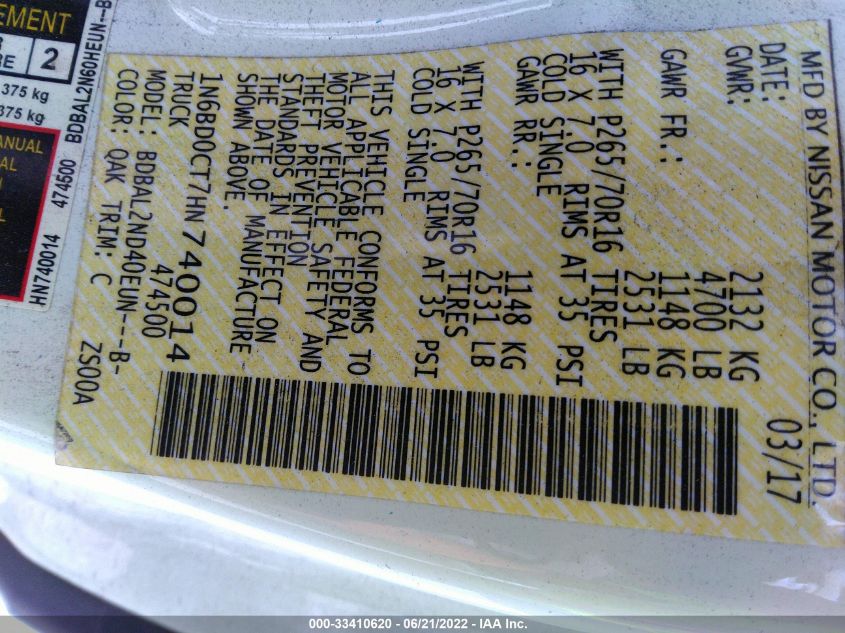 MFD BY NISSAN MOTOR CO., LTD.
DATE: 03/17
GVWR: 2132 KG
4700 LB
GAWR FR.: 1148 KG
2531 LB
WITH P265/70R16 TIRES
16 X 7.0 RIMS AT 35 PSI
COLD SINGLE
GAWR RR.: 1148 KG
2531 LB
WITH P265/70R16 TIRES
16 X 7.0 RIMS AT 35 PSI
COLD SINGLE
THIS VEHICLE CONFORMS TO
ALL APPLICABLE FEDERAL
MOTOR VEHICLE SAFETY AND
THEFT PREVENTION
STANDARDS IN EFFECT ON
THE DATE OF MANUFACTURE
SHOWN ABOVE.
1N6BD0CT7HN740014
TRUCK 474500
MODEL: BDBAL2ND40EUN---B-
COLOR: QAK TRIM: C ZS00A
EMENT
RE
2
375 kg
375 kg
ANUAL
AL
BDBAL2N60HEUN---B
474500
HN740014
000-33410620 / 06/21/2022 / IAA Inc.